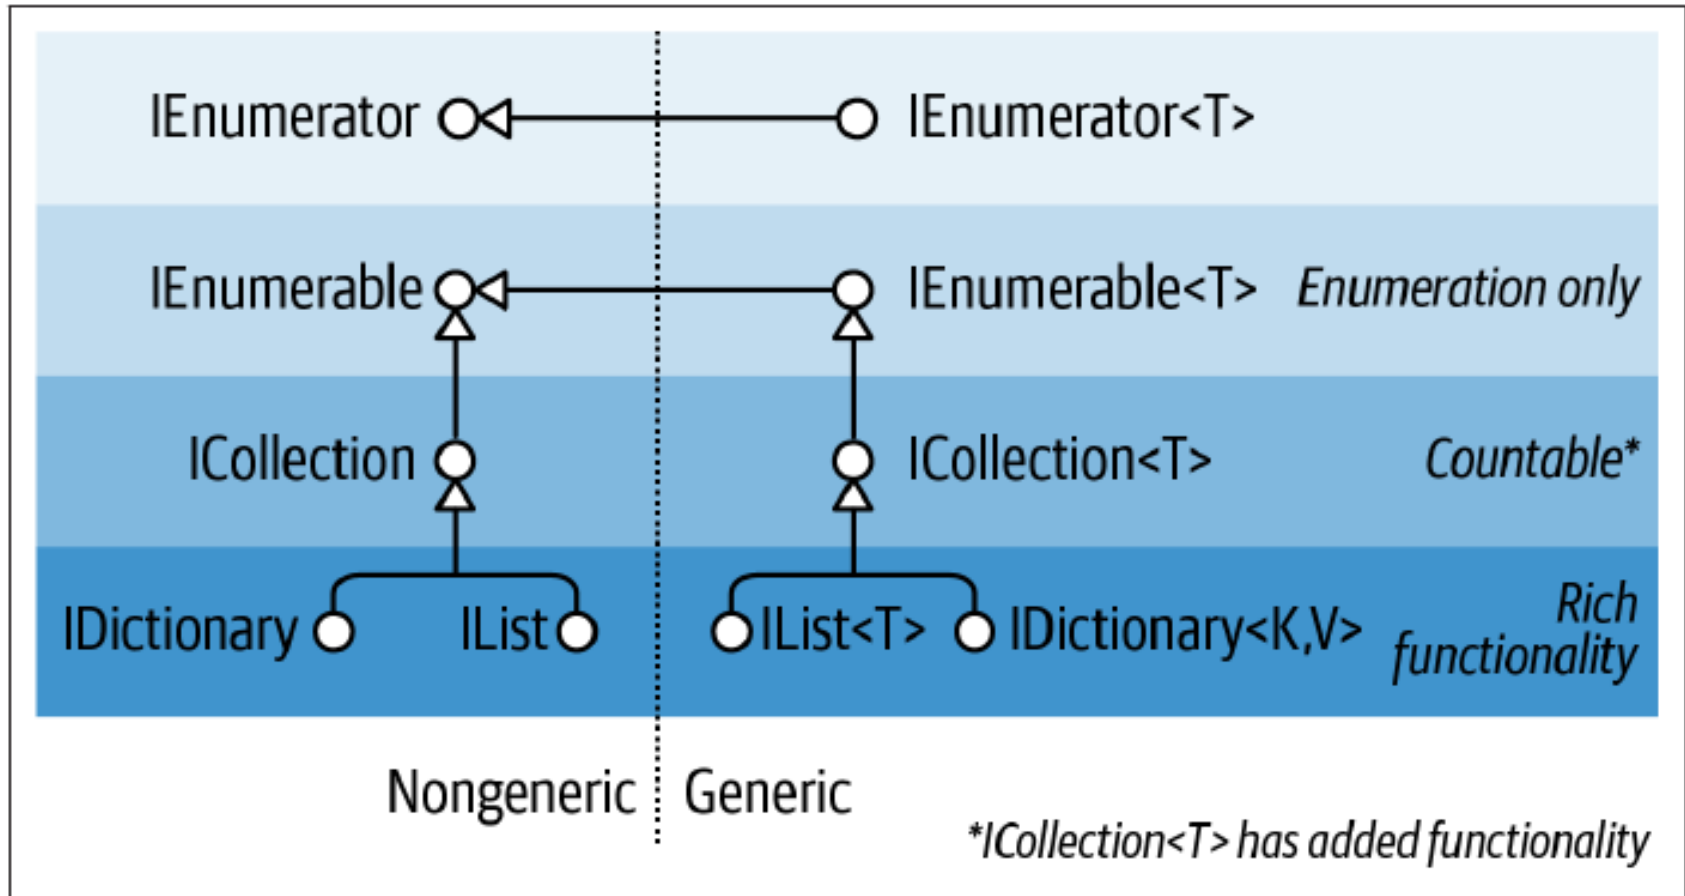 IEnumerator
IEnumerator<T>
IEnumerable
IEnumerable<T>
Enumeration only
ICollection
ICollection<T>
Countable*
IDictionary
IList
IList<T>
IDictionary<K,V>
Rich
functionality
Nongeneric
Generic
*ICollection<T> has added functionality